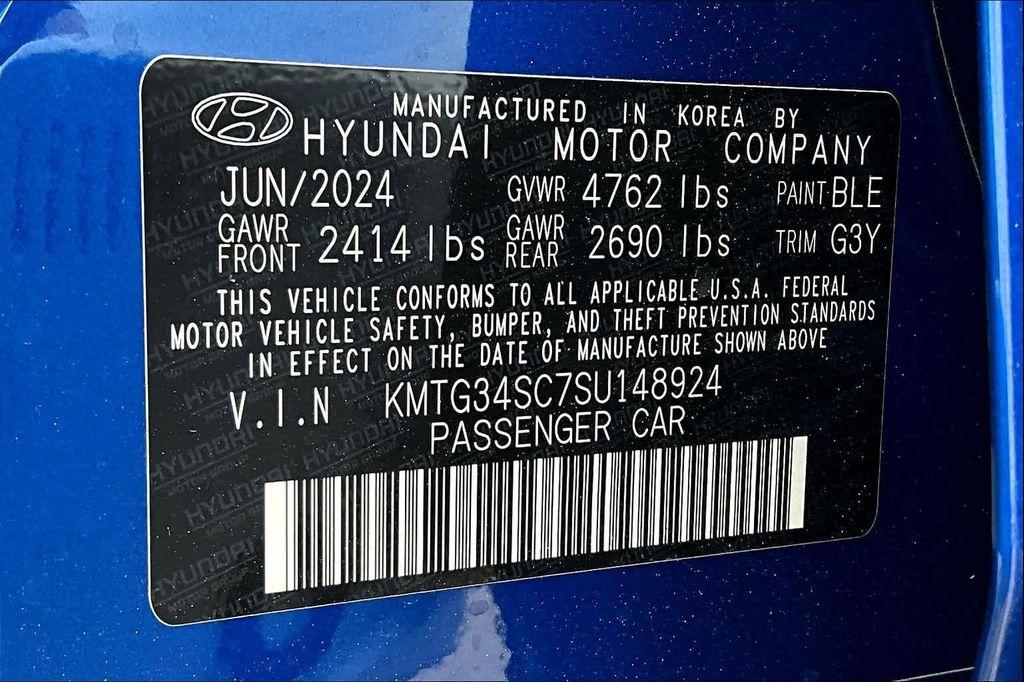 MANUFACTURED IN KOREA BY
HYUNDAI MOTOR COMPANY
JUN/2024 GVWR 4762 lbs PAINT BLE
GAWR FRONT 2414 lbs GAWR REAR 2690 lbs TRIM G3Y
THIS VEHICLE CONFORMS TO ALL APPLICABLE U.S.A. FEDERAL
MOTOR VEHICLE SAFETY, BUMPER, AND THEFT PREVENTION STANDARDS
IN EFFECT ON THE DATE OF MANUFACTURE SHOWN ABOVE
V.I.N KMTG34SC7SU148924
PASSENGER CAR